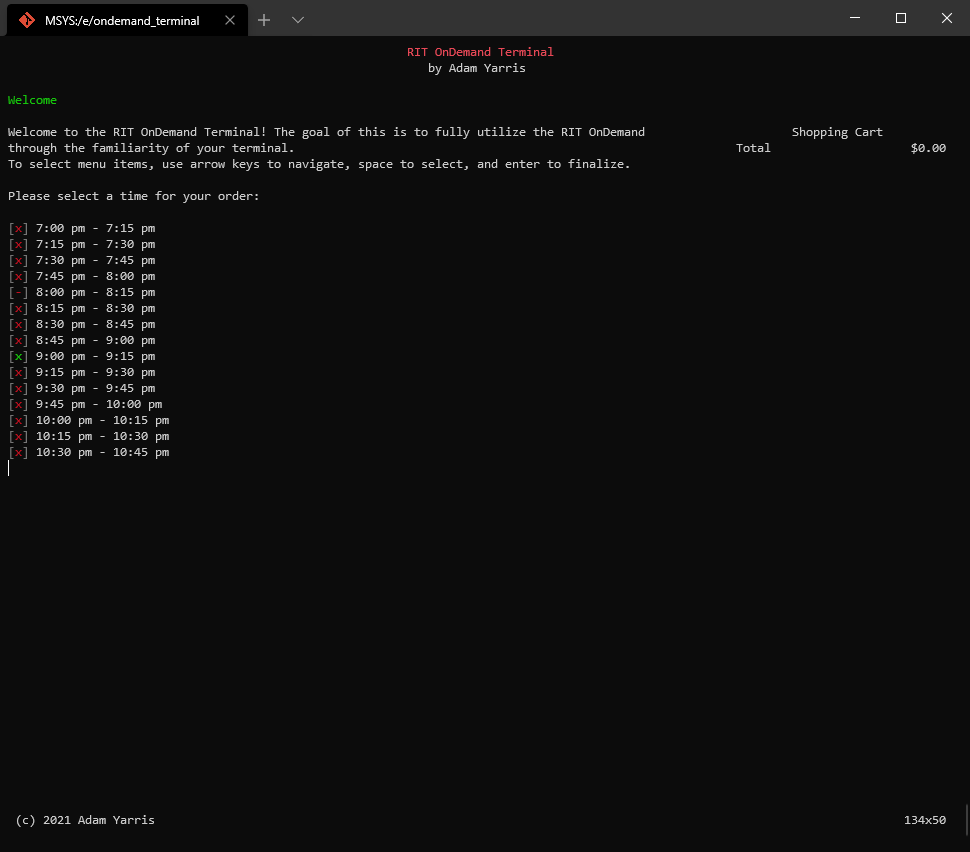 MSYS:/e/ondemand_terminal
RIT OnDemand Terminal
by Adam Yarris
Welcome
Welcome to the RIT OnDemand Terminal! The goal of this is to fully utilize the RIT OnDemand
through the familiarity of your terminal.
To select menu items, use arrow keys to navigate, space to select, and enter to finalize.
Shopping Cart
Total $0.00
Please select a time for your order:
[x] 7:00 pm - 7:15 pm
[x] 7:15 pm - 7:30 pm
[x] 7:30 pm - 7:45 pm
[x] 7:45 pm - 8:00 pm
[-] 8:00 pm - 8:15 pm
[x] 8:15 pm - 8:30 pm
[x] 8:30 pm - 8:45 pm
[x] 8:45 pm - 9:00 pm
[x] 9:00 pm - 9:15 pm
[x] 9:15 pm - 9:30 pm
[x] 9:30 pm - 9:45 pm
[x] 9:45 pm - 10:00 pm
[x] 10:00 pm - 10:15 pm
[x] 10:15 pm - 10:30 pm
[x] 10:30 pm - 10:45 pm
(c) 2021 Adam Yarris
134x50